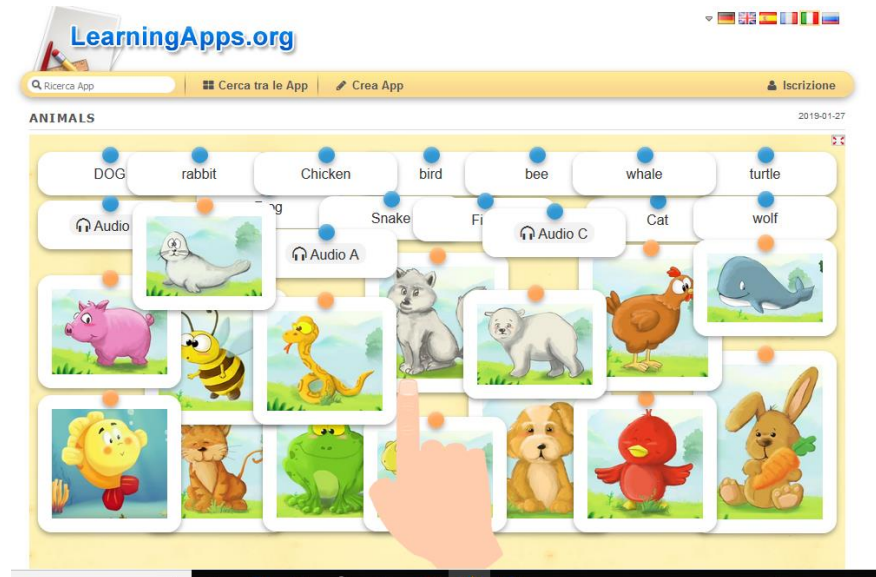 LearningApps.org
Ricerca App
Cerca tra le App
Crea App
Iscrizione
ANIMALS
2019-01-27
DOG
rabbit
Chicken
bird
bee
whale
turtle
Audio
Snake
Audio C
Cat
wolf
Audio A